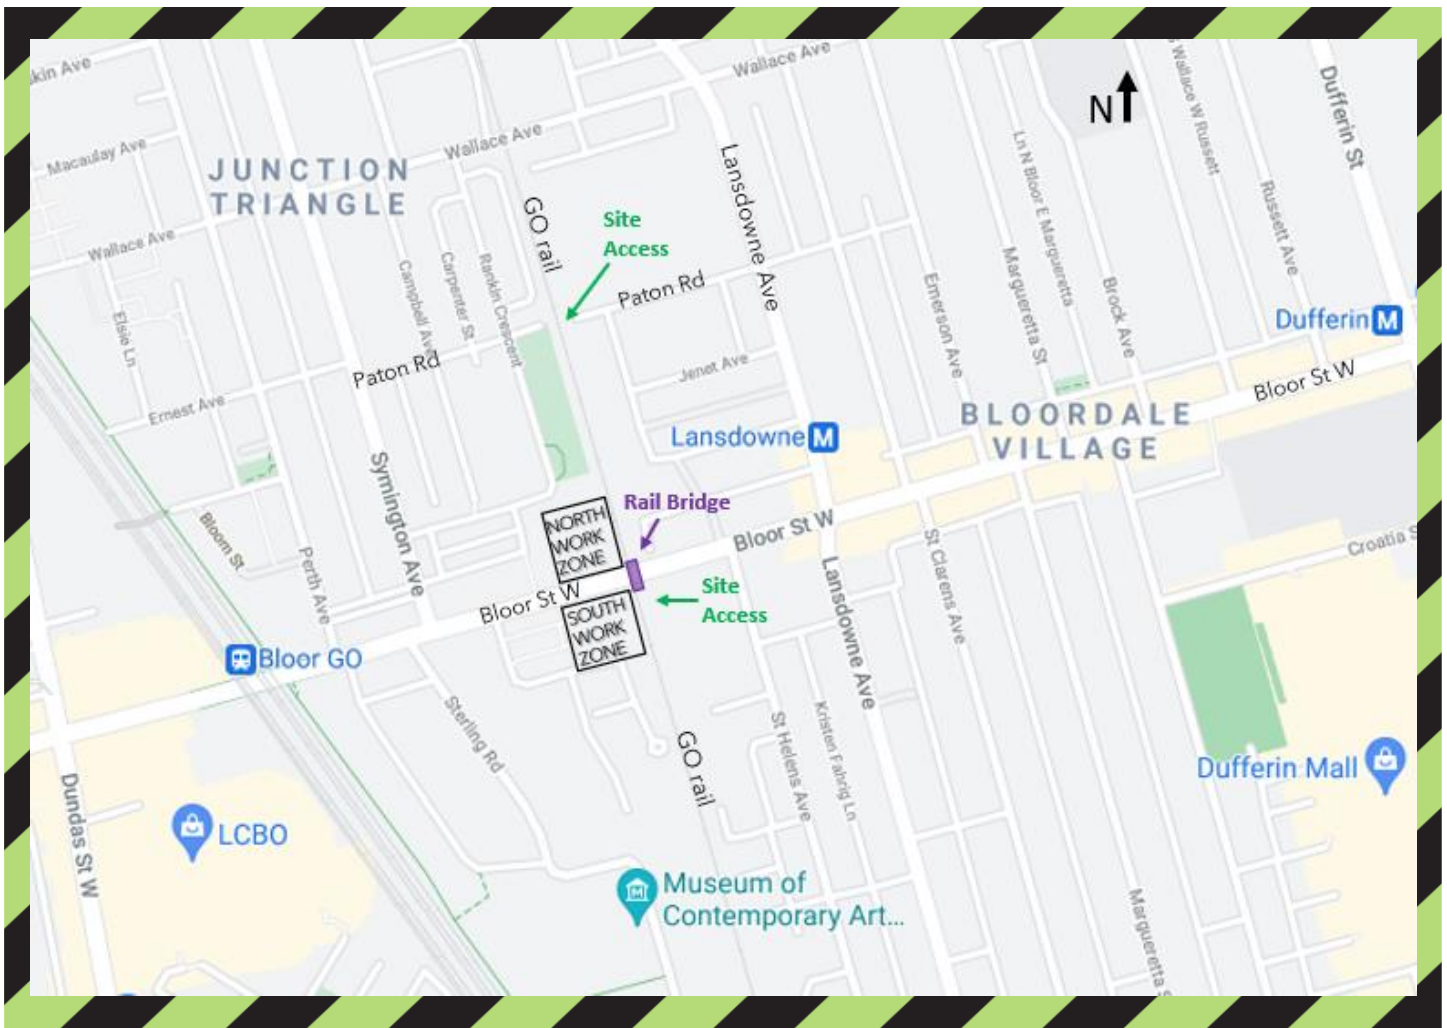 kin Ave
Wallace Ave
Wallace W Russett
Dufferin St
N
Macaulay Ave
Wallace Ave
JUNCTION
TRIANGLE
Lansdowne Ave
Ln N Bloor E Margueretta
Russett Ave
GO rail
Site
Access
Wallace Ave
Campbell Ave
Carpenter St
Rankin Crescent
Paton Rd
Emerson Ave
Margueretta St
Brock Ave
Elsie Ln
Dufferin M
Paton Rd
Jenet Ave
Bloor St W
Ernest Ave
BLOORDALE
VILLAGE
Lansdowne M
Symington Ave
Rail Bridge
NORTH
WORK
ZONE
Bloor St W
Bloem St
Perth Ave
St Clarens Ave
Croatia S
Lansdowne Ave
Site
Access
Bloor St W
SOUTH
WORK
ZONE
Bloor GO
Sterling Rd
GO rail
St Helens Ave
Kristen Fahrig Ln
Dufferin Mall
Dundas St W
LCBO
Museum of
Contemporary Art...
Margueretta S